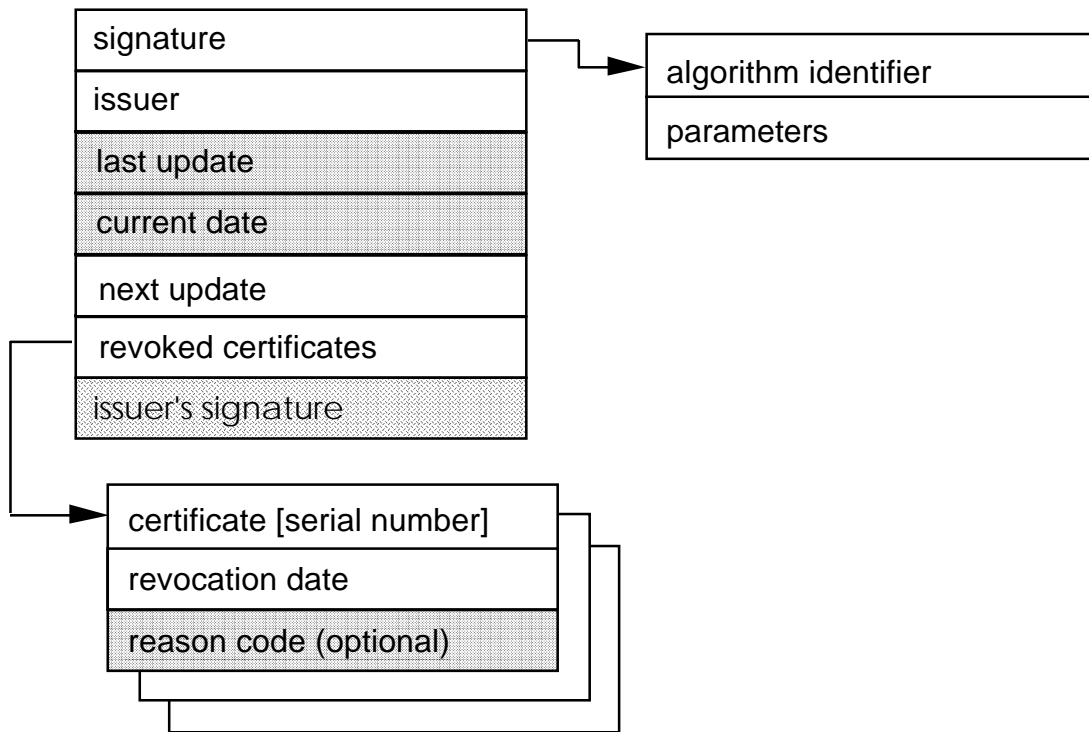 signature
issuer
last update
current date
next update
revoked certificates
issuer's signature
algorithm identifier
parameters
certificate [serial number]
revocation date
reason code (optional)